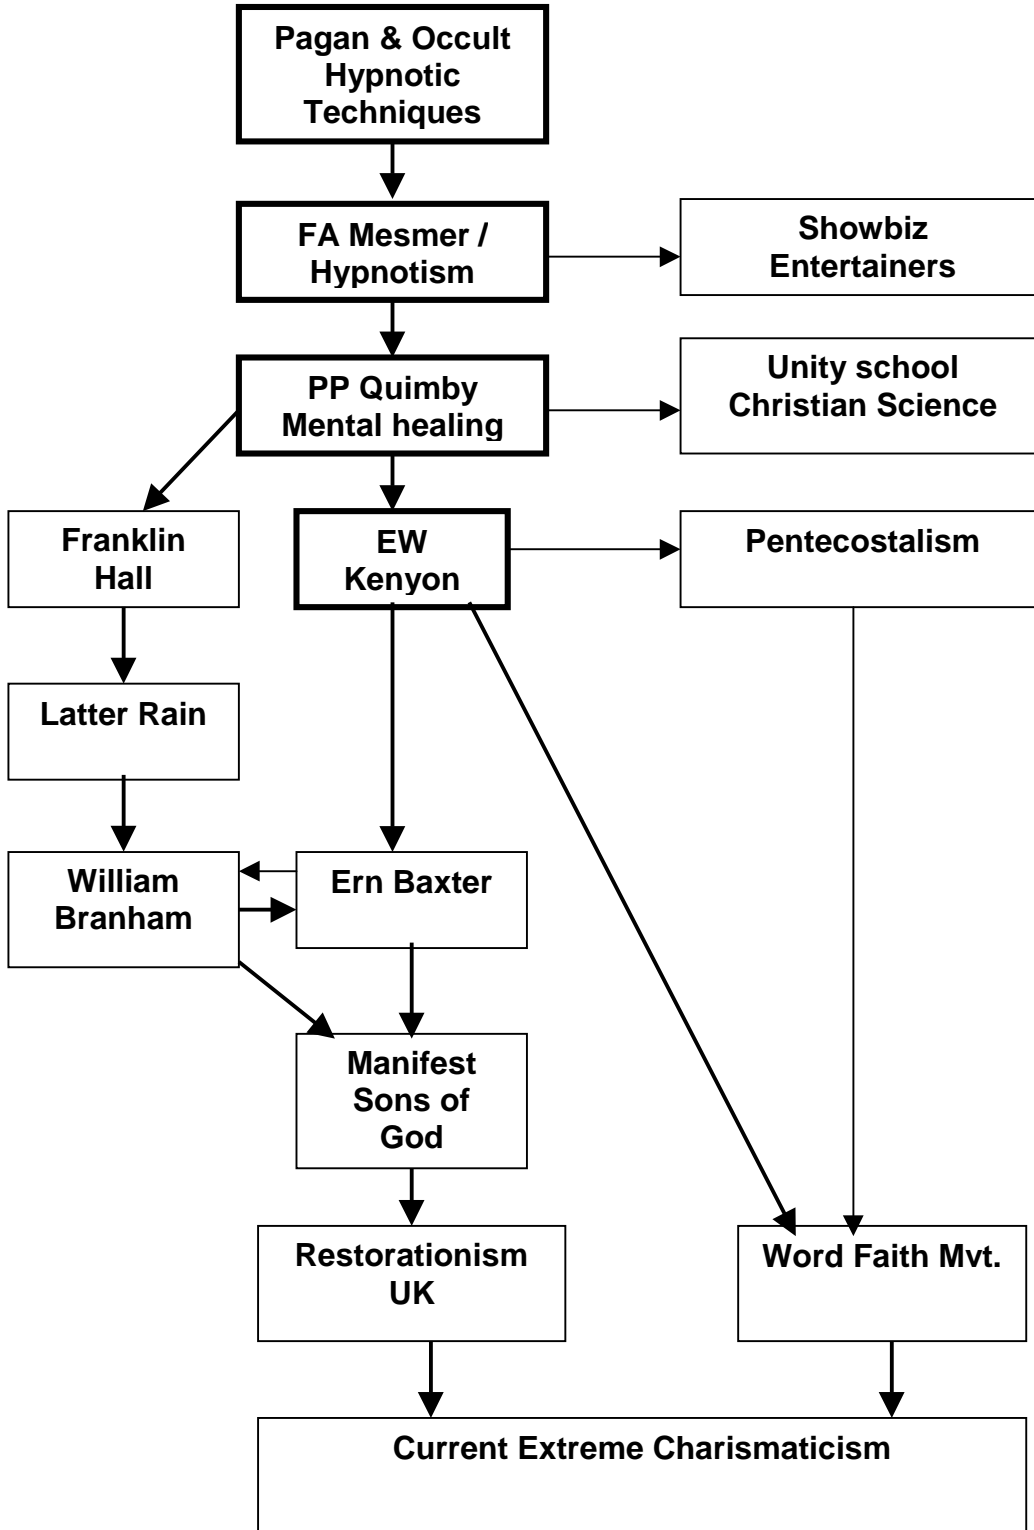 Pagan & Occult
Hypnotic
Techniques
FA Mesmer /
Hypnotism
Showbiz
Entertainers
PP Quimby
Mental healing
Unity school
Christian Science
Franklin
Hall
EW
Kenyon
Pentecostalism
Latter Rain
William
Branham
Ern Baxter
Manifest
Sons of
God
Restorationism
UK
Word Faith Mvt.
Current Extreme Charismaticism